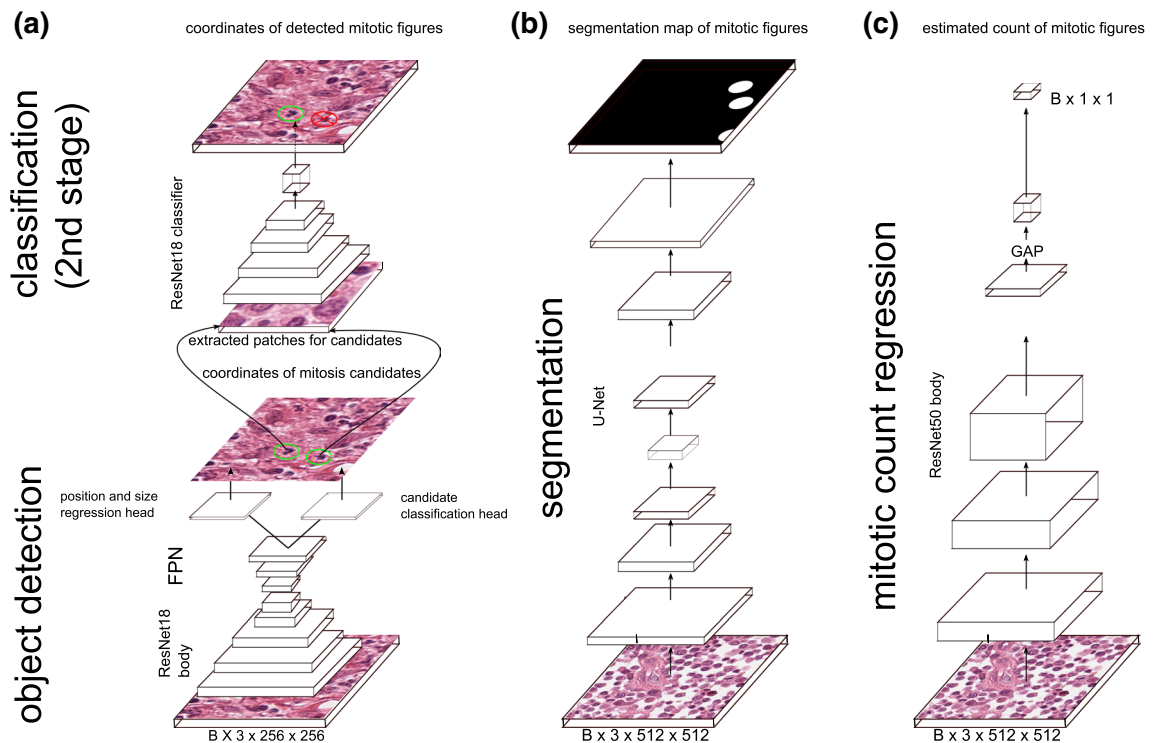 (a)
coordinates of detected mitotic figures
classification
(2nd stage)
ResNet18 classifier
extracted patches for candidates
coordinates of mitosis candidates
position and size
regression head
candidate
classification head
object detection
FPN
ResNet18
body
B X 3 x 256 x 256
(b)
segmentation map of mitotic figures
segmentation
U-Net
B x 3 x 512 x 512
(c)
estimated count of mitotic figures
B x 1 x 1
GAP
mitotic count regression
ResNet50 body
B x 3 x 512 x 512